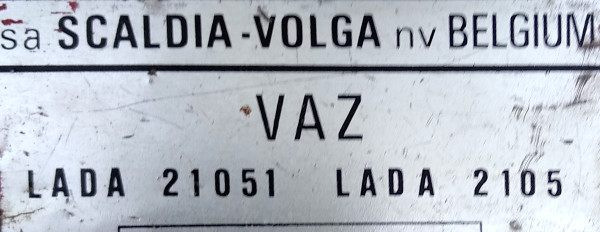 sa SCALDIA-VOLGA nv BELGIUM
VAZ
LADA 21051 LADA 2105